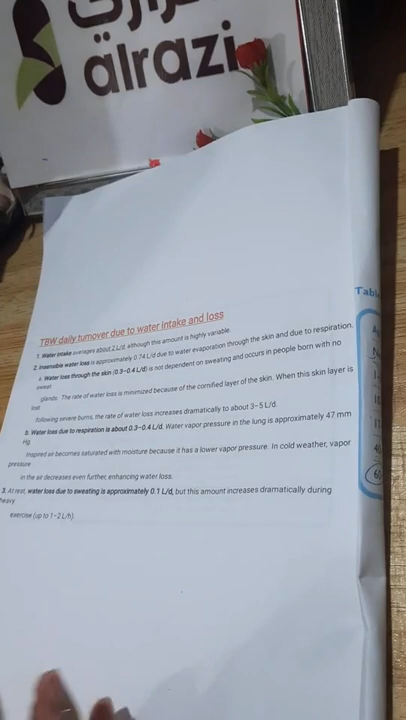 رازي
alrazi
TBW daily turnover due to water intake and loss
1. Water intake averages about 2 L/d, although this amount is highly variable.
2. Insensible water loss is approximately 0.74 L/d due to water evaporation through the skin and due to respiration.
a. Water loss through the skin (0.3–0.4 L/d) is not dependent on sweating and occurs in people born with no
sweat
glands. The rate of water loss is minimized because of the cornified layer of the skin. When this skin layer is
lost
following severe burns, the rate of water loss increases dramatically to about 3–5 L/d.
b. Water loss due to respiration is about 0.3–0.4 L/d. Water vapor pressure in the lung is approximately 47 mm
Hg.
Inspired air becomes saturated with moisture because it has a lower vapor pressure. In cold weather, vapor
pressure
in the air decreases even further, enhancing water loss.
3. At rest, water loss due to sweating is approximately 0.1 L/d, but this amount increases dramatically during
heavy
exercise (up to 1–2 L/h).
Tabl